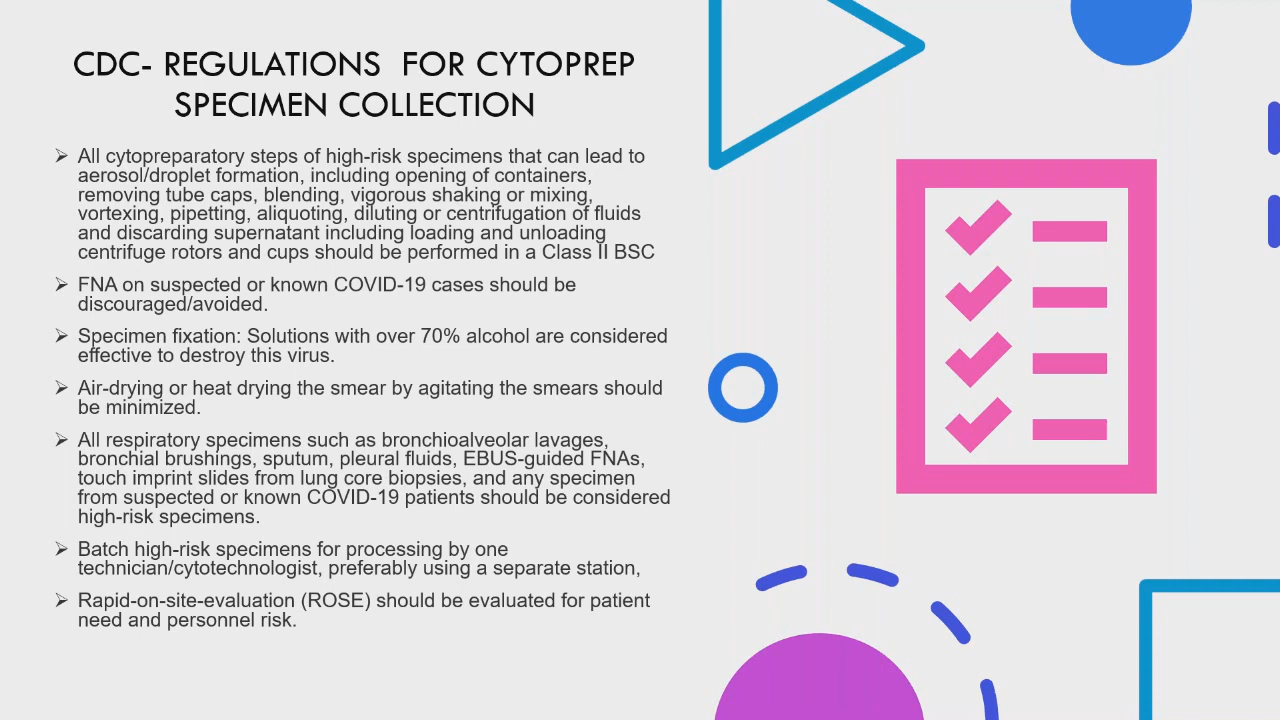 CDC- REGULATIONS  FOR CYTOPREP
SPECIMEN COLLECTION
➢ All cytopreparatory steps of high-risk specimens that can lead to
aerosol/droplet formation, including opening of containers,
removing tube caps, blending, vigorous shaking or mixing,
vortexing, pipetting, aliquoting, diluting or centrifugation of fluids
and discarding supernatant including loading and unloading
centrifuge rotors and cups should be performed in a Class II BSC
➢ FNA on suspected or known COVID-19 cases should be
discouraged/avoided.
➢ Specimen fixation: Solutions with over 70% alcohol are considered
effective to destroy this virus.
➢ Air-drying or heat drying the smear by agitating the smears should
be minimized.
➢ All respiratory specimens such as bronchioalveolar lavages,
bronchial brushings, sputum, pleural fluids, EBUS-guided FNAs,
touch imprint slides from lung core biopsies, and any specimen
from suspected or known COVID-19 patients should be considered
high-risk specimens.
➢ Batch high-risk specimens for processing by one
technician/cytotechnologist, preferably using a separate station,
➢ Rapid-on-site-evaluation (ROSE) should be evaluated for patient
need and personnel risk.